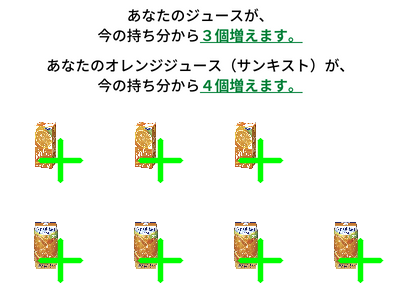 あなたのジュースが、
今の持ち分から３個増えます。
あなたのオレンジジュース（サンキスト）が、
今の持ち分から４個増えます。